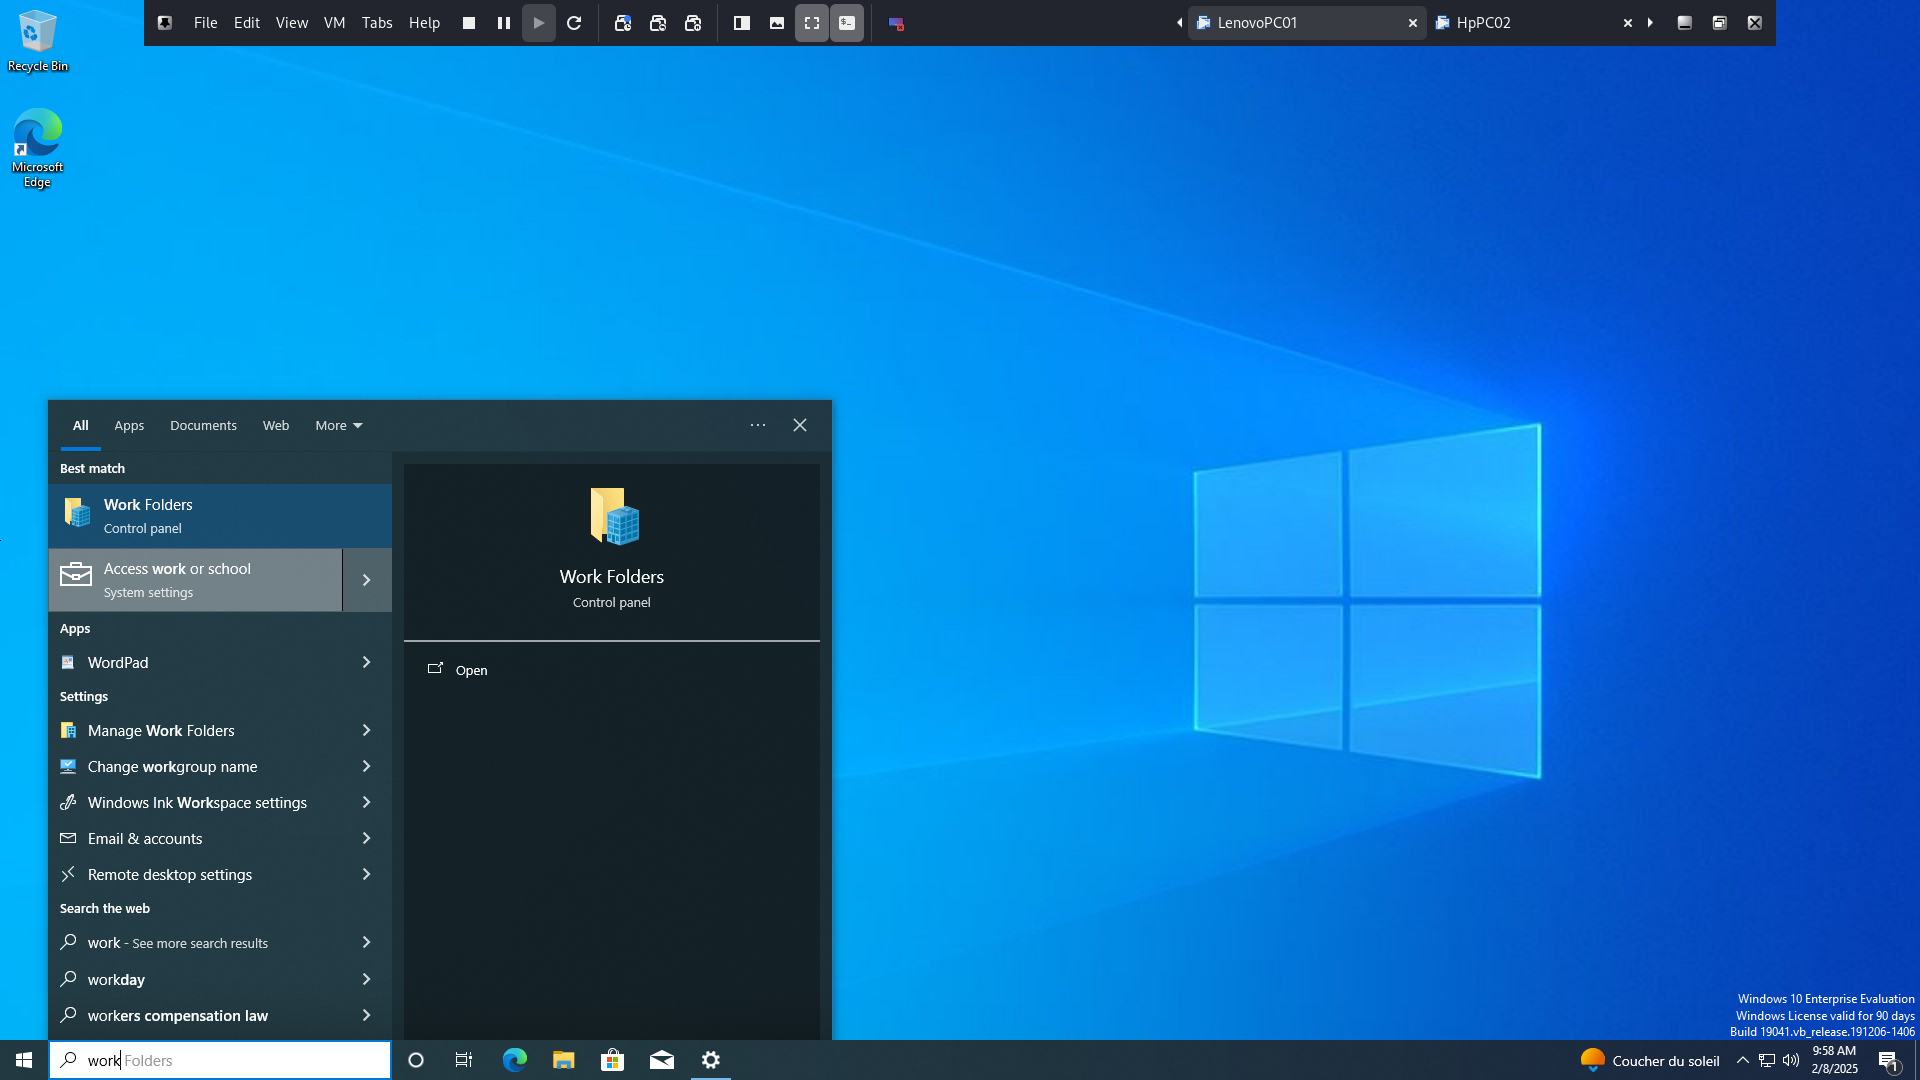 File Edit View VM Tabs Help
LenovoPC01
HpPC02
Recycle Bin
Microsoft
Edge
All Apps Documents Web More
Best match
Work Folders
Control panel
Access work or school
System settings
Apps
WordPad
Settings
Manage Work Folders
Change workgroup name
Windows Ink Workspace settings
Email & accounts
Remote desktop settings
Search the web
work - See more search results
workday
workers compensation law
work Folders
Work Folders
Control panel
Open
Windows 10 Enterprise Evaluation
Windows License valid for 90 days
Build 19041.vb_release.191206-1406
Coucher du soleil
9:58 AM
2/8/2025
1